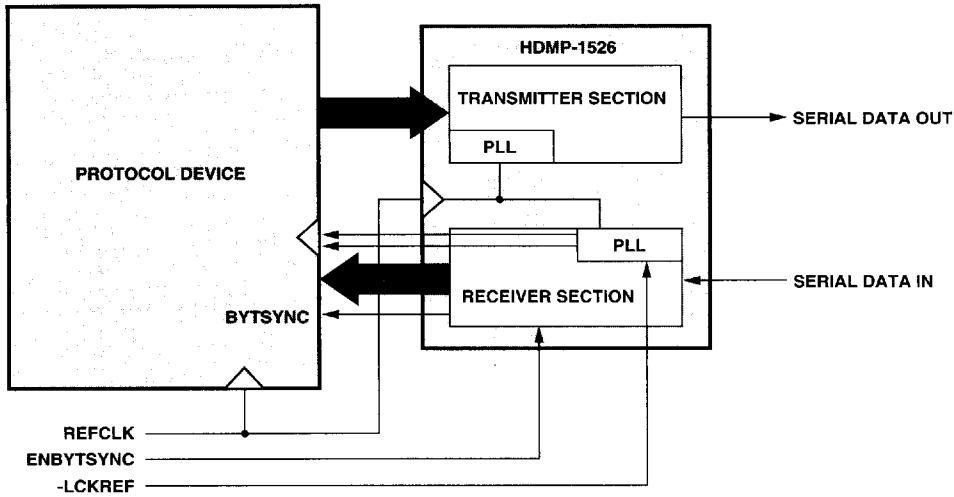 HDMP-1526
TRANSMITTER SECTION
PLL
SERIAL DATA OUT
PROTOCOL DEVICE
PLL
RECEIVER SECTION
SERIAL DATA IN
BYTSYNC
REFCLK
ENBYTSYNC
-LCKREF